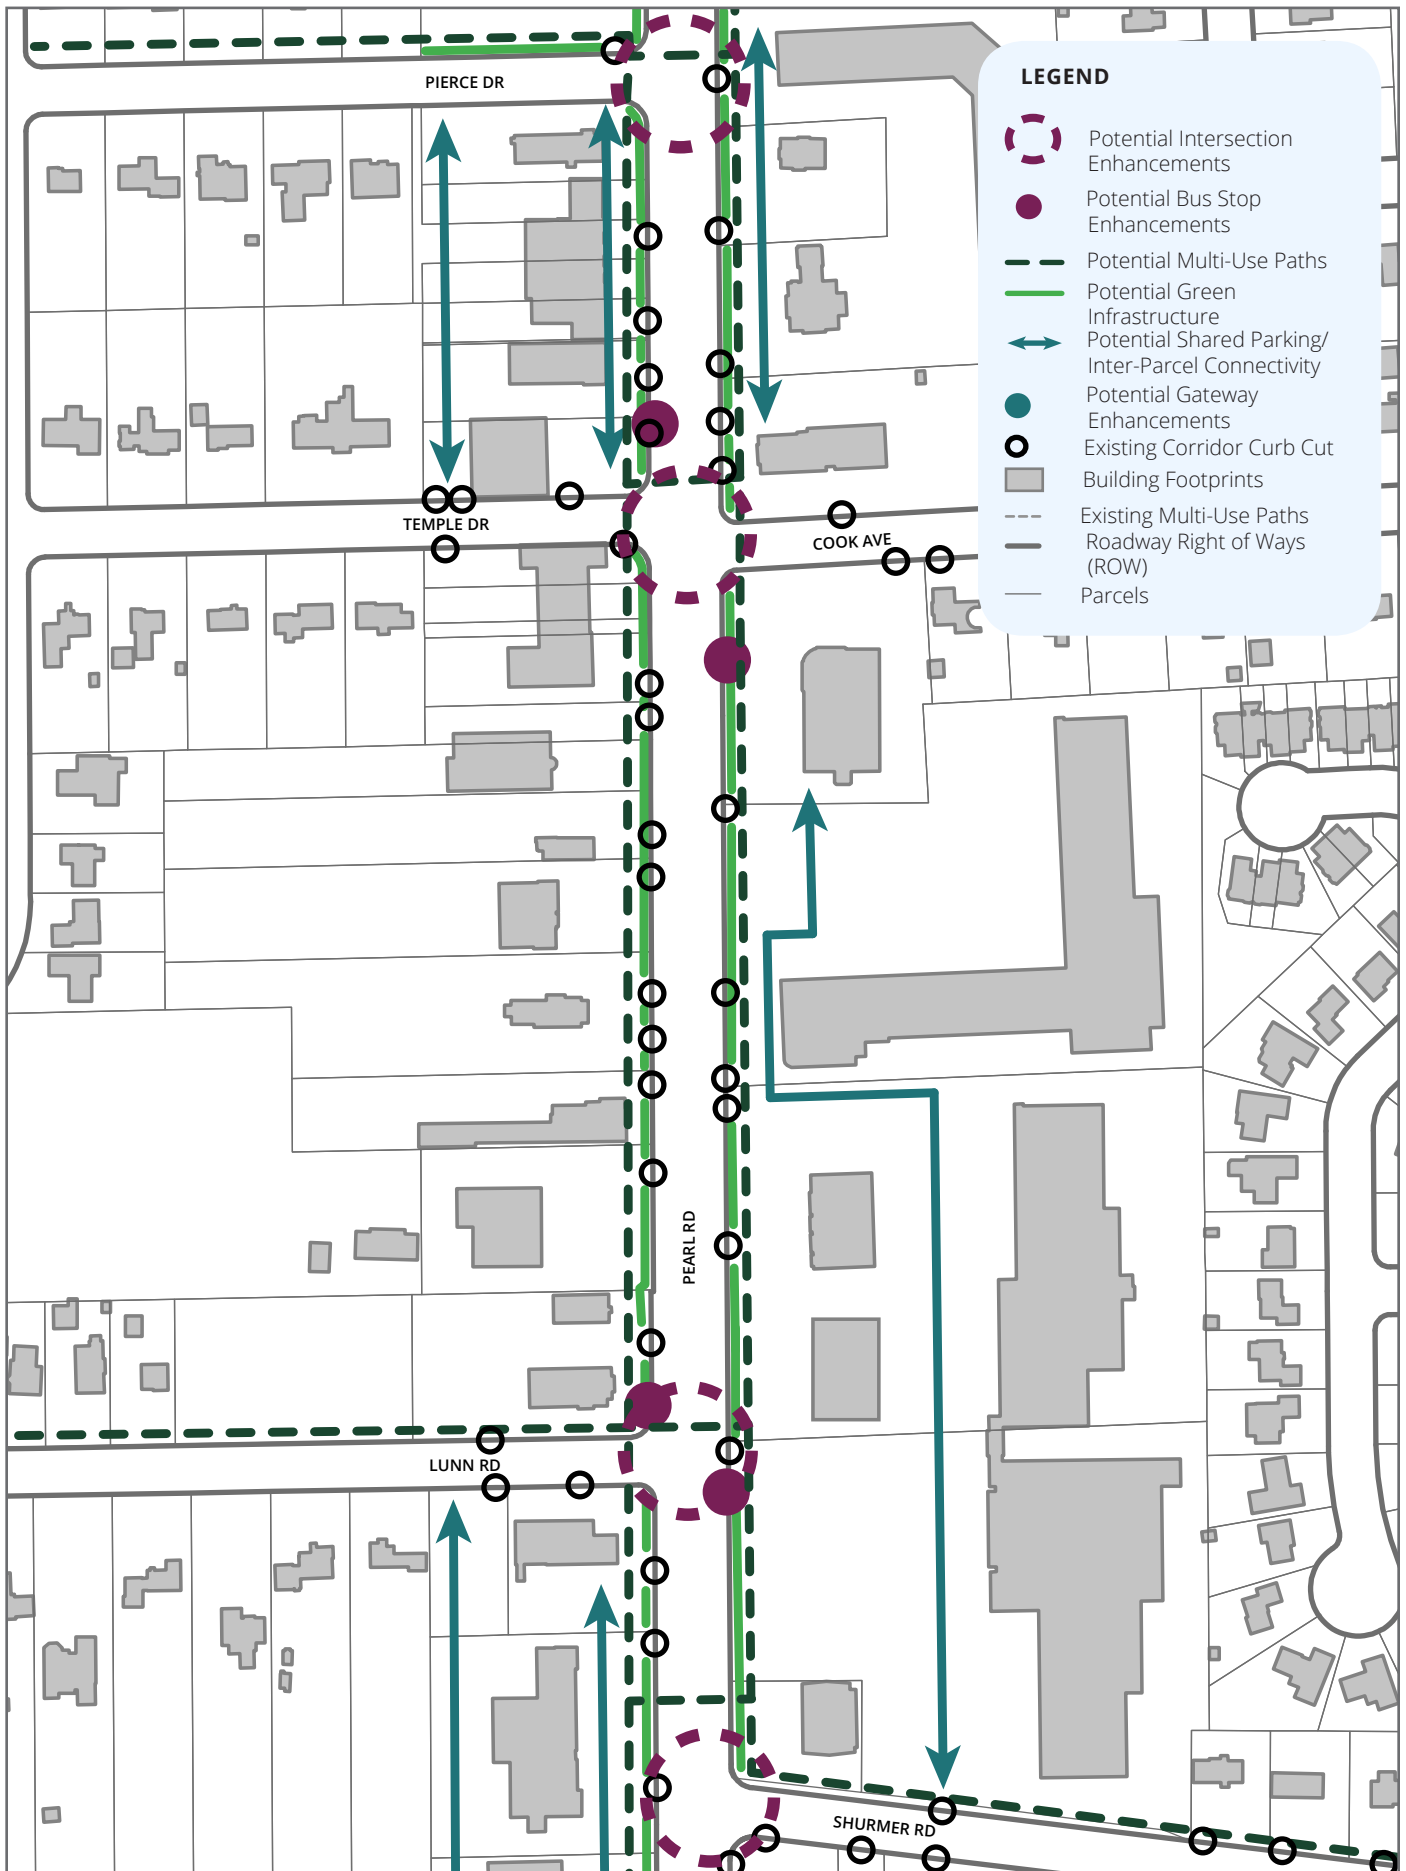 PIERCE DR
LEGEND
Potential Intersection
Enhancements
Potential Bus Stop
Enhancements
Potential Multi-Use Paths
Potential Green
Infrastructure
Potential Shared Parking/
Inter-Parcel Connectivity
Potential Gateway
Enhancements
Existing Corridor Curb Cut
Building Footprints
Existing Multi-Use Paths
Roadway Right of Ways
(ROW)
Parcels
TEMPLE DR
COOK AVE
PEARL RD
LUNN RD
SHURMER RD